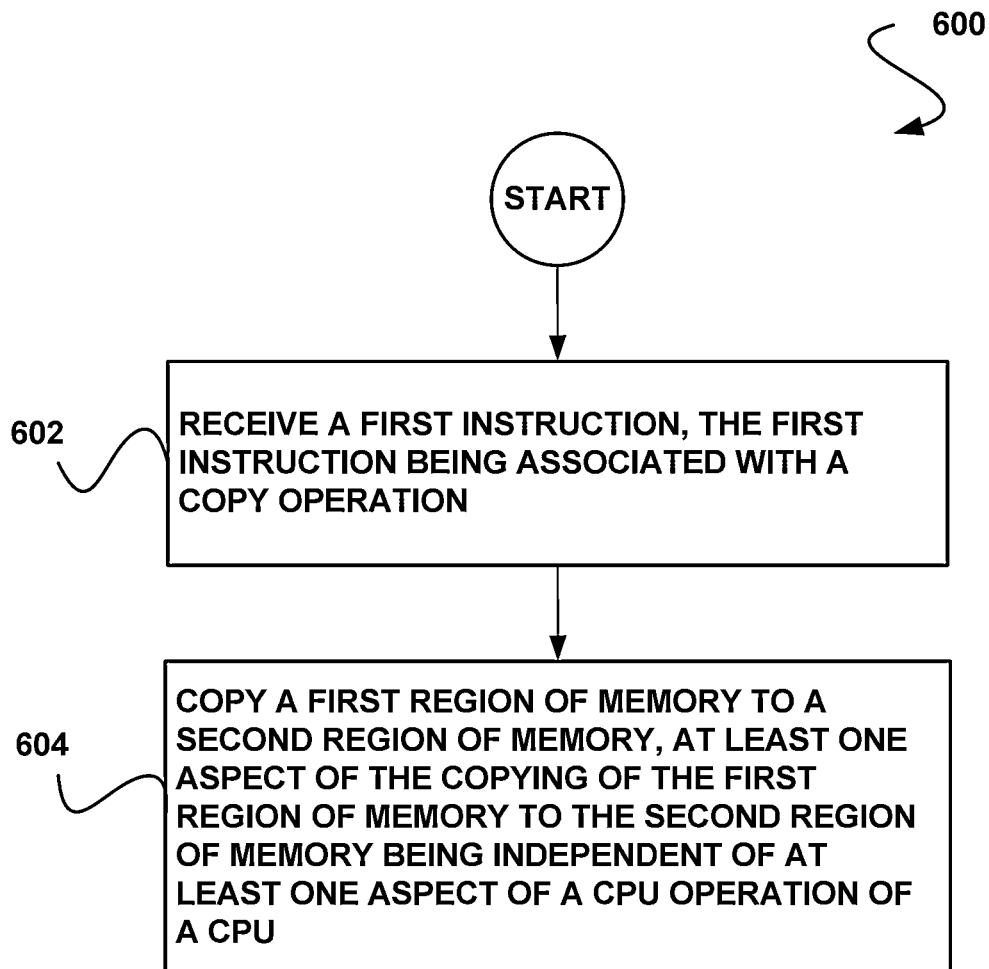 600
START
602
RECEIVE A FIRST INSTRUCTION, THE FIRST
INSTRUCTION BEING ASSOCIATED WITH A
COPY OPERATION
604
COPY A FIRST REGION OF MEMORY TO A
SECOND REGION OF MEMORY, AT LEAST ONE
ASPECT OF THE COPYING OF THE FIRST
REGION OF MEMORY TO THE SECOND REGION
OF MEMORY BEING INDEPENDENT OF AT
LEAST ONE ASPECT OF A CPU OPERATION OF
A CPU